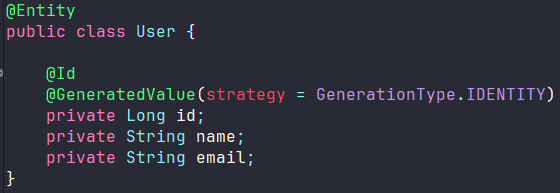 @Entity
public class User {
@Id
@GeneratedValue(strategy = GenerationType.IDENTITY)
private Long id;
private String name;
private String email;
}